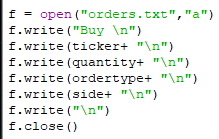 f = open("orders.txt","a")
f.write("Buy \n")
f.write(ticker+ "\n")
f.write(quantity+ "\n")
f.write(ordertype+ "\n")
f.write(side+ "\n")
f.write("\n")
f.close()